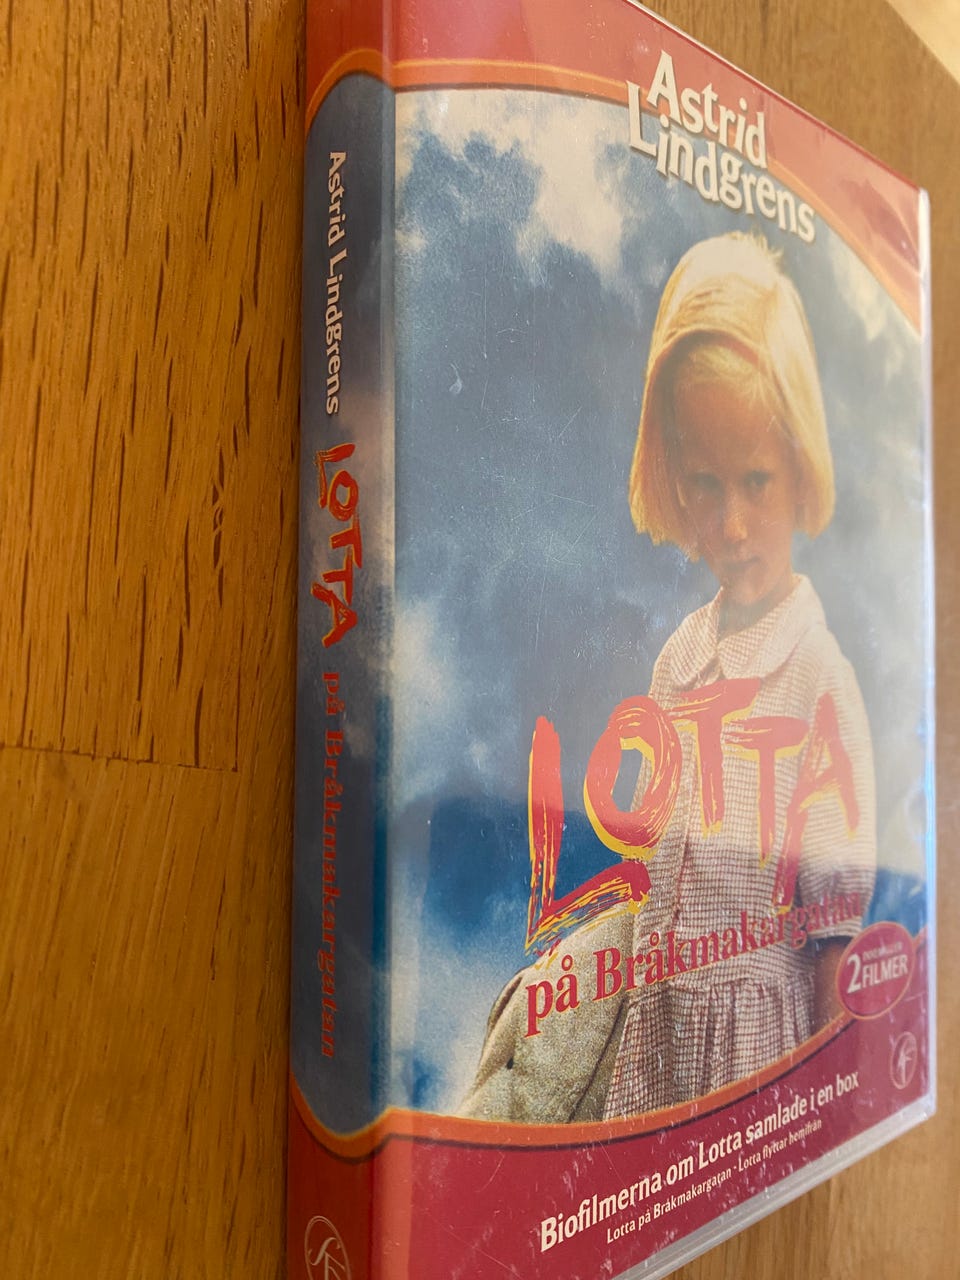 Astrid
Lindgrens
LOTTA
på Bråkmakargatan
2 FILMER
Biofilmerna om Lotta samlade i en box
Lotta på Bråkmakargatan - Lotta flyttar hemifrån
Astrid Lindgrens LOTTA på Bråkmakargatan